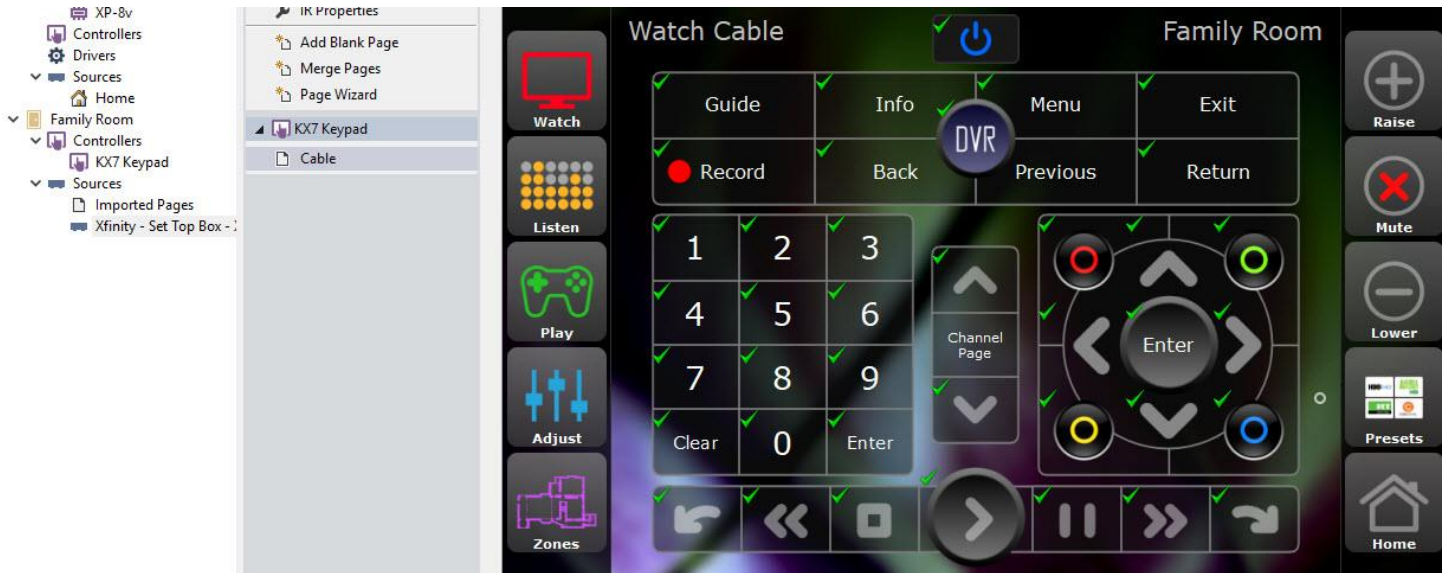 XP-8v
Controllers
Drivers
Sources
Home
Family Room
Controllers
KX7 Keypad
Sources
Imported Pages
Xfinity - Set Top Box -
IR Properties
Add Blank Page
Merge Pages
Page Wizard
KX7 Keypad
Cable
Watch
Listen
Play
Adjust
Zones
Watch Cable
Family Room
Guide
Info
Menu
Exit
DVR
Record
Back
Previous
Return
1 2 3
4 5 6
7 8 9
Clear 0 Enter
Channel
Page
Enter
Raise
Mute
Lower
Presets
Home